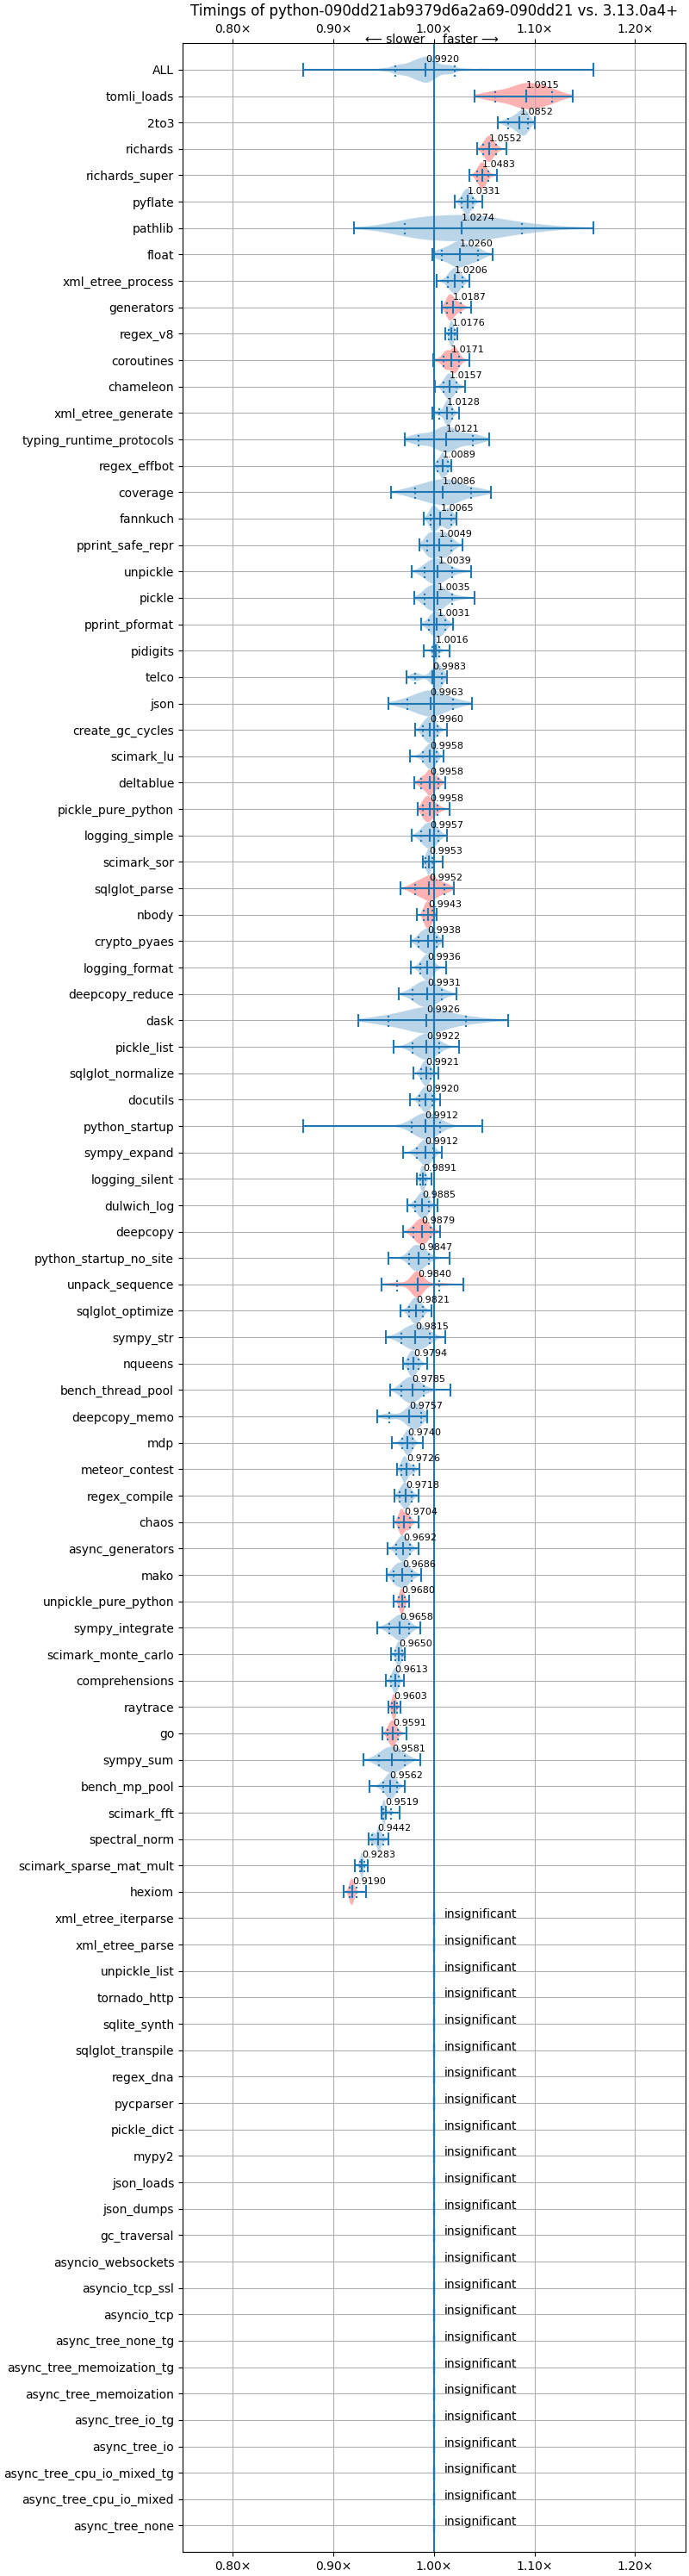 Timings of python-090dd21ab9379d6a2a69-090dd21 vs. 3.13.0a4+
0.80× 0.90× 1.00× 1.10× 1.20×
⟵ slower faster ⟶
ALL 0.9920
tomli_loads 1.0915
2to3 1.0852
richards 1.0552
richards_super 1.0483
pyflate 1.0331
pathlib 1.0274
float 1.0260
xml_etree_process 1.0206
generators 1.0187
regex_v8 1.0176
coroutines 1.0171
chameleon 1.0157
xml_etree_generate 1.0128
typing_runtime_protocols 1.0121
regex_effbot 1.0089
coverage 1.0086
fannkuch 1.0065
pprint_safe_repr 1.0049
unpickle 1.0039
pickle 1.0035
pprint_pformat 1.0031
pidigits 1.0016
telco 0.9983
json 0.9963
create_gc_cycles 0.9960
scimark_lu 0.9958
deltablue 0.9958
pickle_pure_python 0.9958
logging_simple 0.9957
scimark_sor 0.9953
sqlglot_parse 0.9952
nbody 0.9943
crypto_pyaes 0.9938
logging_format 0.9936
deepcopy_reduce 0.9931
dask 0.9926
pickle_list 0.9922
sqlglot_normalize 0.9921
docutils 0.9920
python_startup 0.9912
sympy_expand 0.9912
logging_silent 0.9891
dulwich_log 0.9885
deepcopy 0.9879
python_startup_no_site 0.9847
unpack_sequence 0.9840
sqlglot_optimize 0.9821
sympy_str 0.9815
nqueens 0.9794
bench_thread_pool 0.9785
deepcopy_memo 0.9757
mdp 0.9740
meteor_contest 0.9726
regex_compile 0.9718
chaos 0.9704
async_generators 0.9692
mako 0.9686
unpickle_pure_python 0.9680
sympy_integrate 0.9658
scimark_monte_carlo 0.9650
comprehensions 0.9613
raytrace 0.9603
go 0.9591
sympy_sum 0.9581
bench_mp_pool 0.9562
scimark_fft 0.9519
spectral_norm 0.9442
scimark_sparse_mat_mult 0.9283
hexiom 0.9190
xml_etree_iterparse insignificant
xml_etree_parse insignificant
unpickle_list insignificant
tornado_http insignificant
sqlite_synth insignificant
sqlglot_transpile insignificant
regex_dna insignificant
pycparser insignificant
pickle_dict insignificant
mypy2 insignificant
json_loads insignificant
json_dumps insignificant
gc_traversal insignificant
asyncio_websockets insignificant
asyncio_tcp_ssl insignificant
asyncio_tcp insignificant
async_tree_none_tg insignificant
async_tree_memoization_tg insignificant
async_tree_memoization insignificant
async_tree_io_tg insignificant
async_tree_io insignificant
async_tree_cpu_io_mixed_tg insignificant
async_tree_cpu_io_mixed insignificant
async_tree_none insignificant
0.80× 0.90× 1.00× 1.10× 1.20×